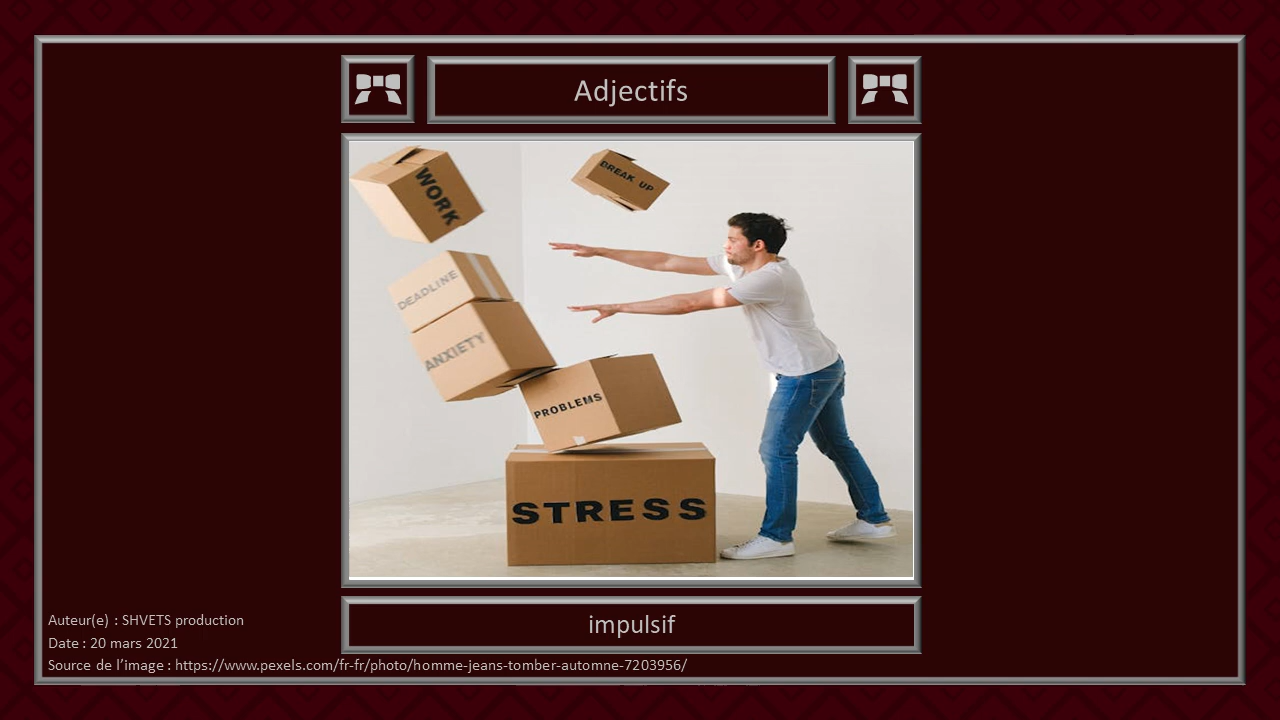 Adjectifs
WORK
BREAK UP
DEADLINE
ANXIETY
PROBLEMS
STRESS
impulsif
Auteur(e) : SHVETS production
Date : 20 mars 2021
Source de l’image : https://www.pexels.com/fr-fr/photo/homme-jeans-tomber-automne-7203956/